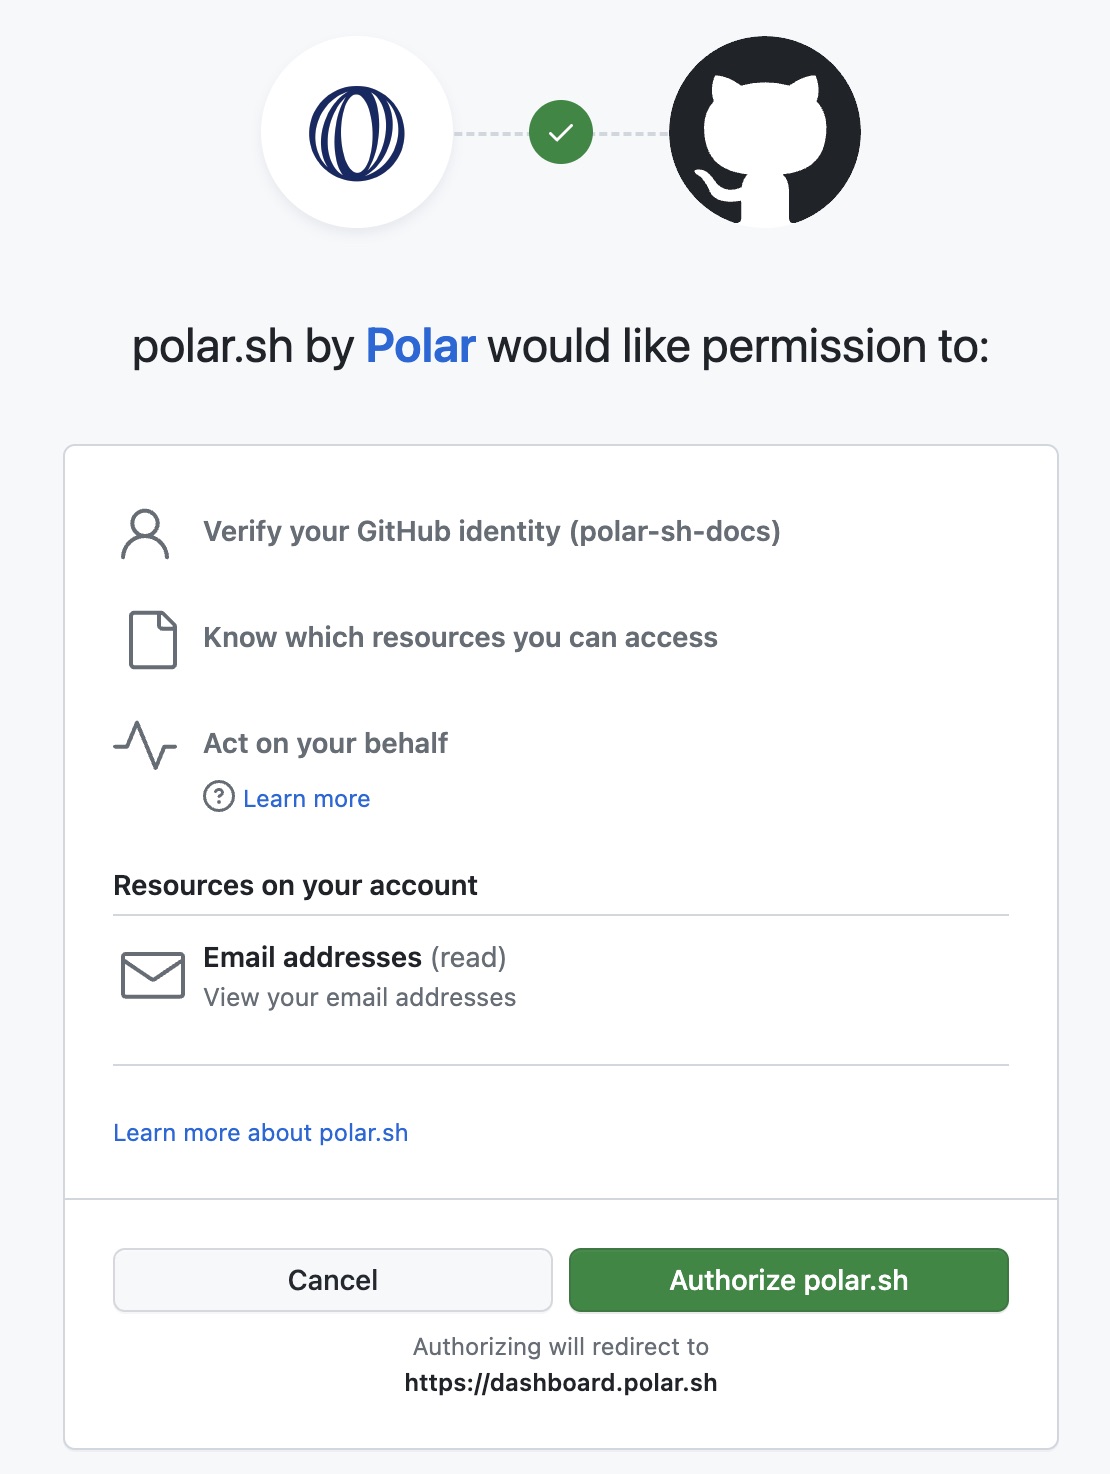 polar.sh by Polar would like permission to:
Verify your GitHub identity (polar-sh-docs)
Know which resources you can access
Act on your behalf
Learn more
Resources on your account
Email addresses (read)
View your email addresses
Learn more about polar.sh
Cancel
Authorize polar.sh
Authorizing will redirect to
https://dashboard.polar.sh